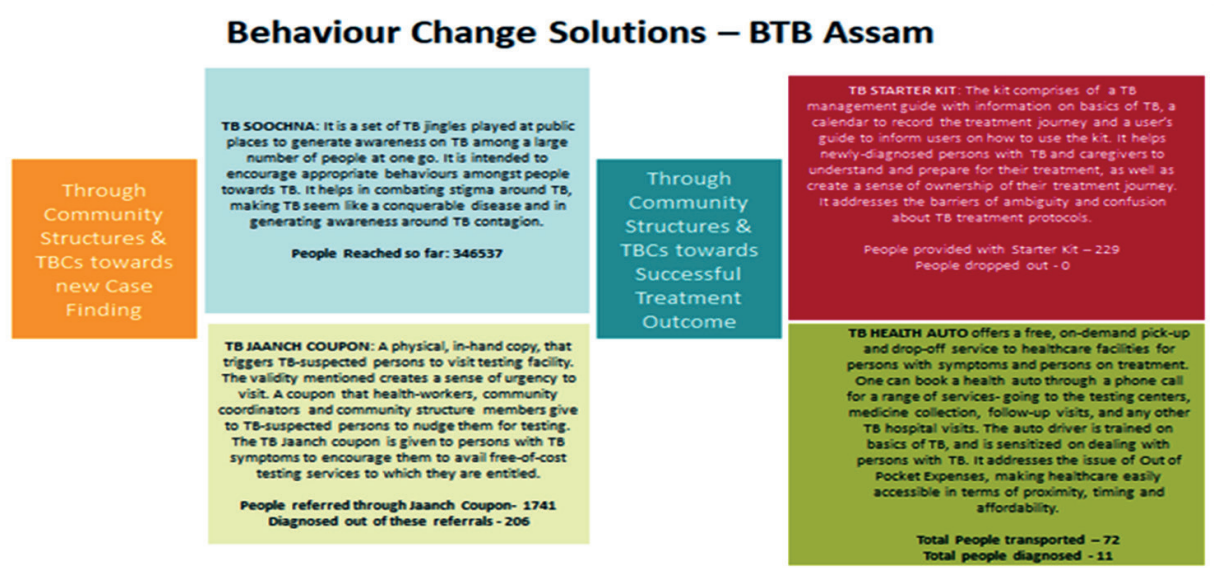 Behaviour Change Solutions – BTB Assam
Through
Community
Structures &
TBCs towards
new Case
Finding
TB SOOCHNA: It is a set of TB jingles played at public
places to generate awareness on TB among a large
number of people at one go. It is intended to
encourage appropriate behaviours amongst people
towards TB. It helps in combating stigma around TB,
making TB seem like a conquerable disease and in
generating awareness around TB contagion.
People Reached so far: 346537
TB JAANCH COUPON: A physical, in-hand copy, that
triggers TB-suspected persons to visit testing facility.
The validity mentioned creates a sense of urgency to
visit. A coupon that health-workers, community
coordinators and community structure members give
to TB-suspected persons to nudge them for testing.
The TB Jaanch coupon is given to persons with TB
symptoms to encourage them to avail free-of-cost
testing services to which they are entitled.
People referred through Jaanch Coupon- 1741
Diagnosed out of these referrals - 206
Through
Community
Structures &
TBCs towards
Successful
Treatment
Outcome
TB STARTER KIT: The kit comprises of a TB
management guide with information on basics of TB, a
calendar to record the treatment journey and a user's
guide to inform users on how to use the kit. It helps
newly-diagnosed persons with TB and caregivers to
understand and prepare for their treatment, as well as
create a sense of ownership of their treatment journey.
It addresses the barriers of ambiguity and confusion
about TB treatment protocols.
People provided with Starter Kit – 229
People dropped out - 0
TB HEALTH AUTO offers a free, on-demand pick-up
and drop-off service to healthcare facilities for
persons with symptoms and persons on treatment.
One can book a health auto through a phone call
for a range of services- going to the testing centers,
medicine collection, follow-up visits, and any other
TB hospital visits. The auto driver is trained on
basics of TB, and is sensitized on dealing with
persons with TB. It addresses the issue of Out of
Pocket Expenses, making healthcare easily
accessible in terms of proximity, timing and
affordability.
Total People transported – 72
Total people diagnosed - 11